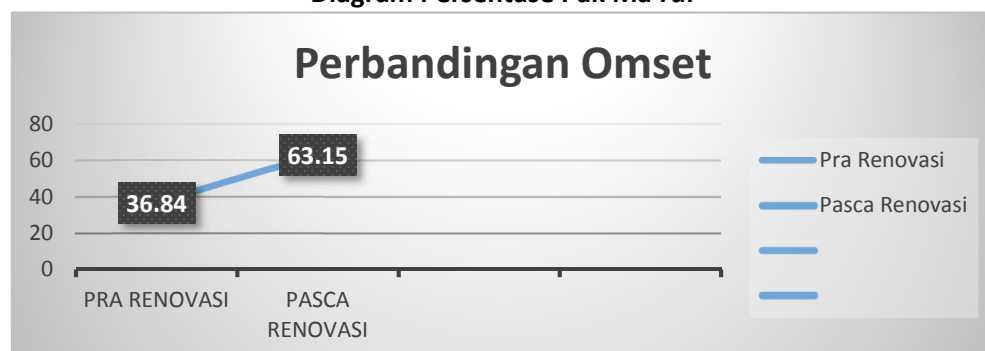 Perbandingan Omset
80
60
40
20
0
36.84
63.15
PRA RENOVASI
PASCA
RENOVASI
Pra Renovasi
Pasca Renovasi